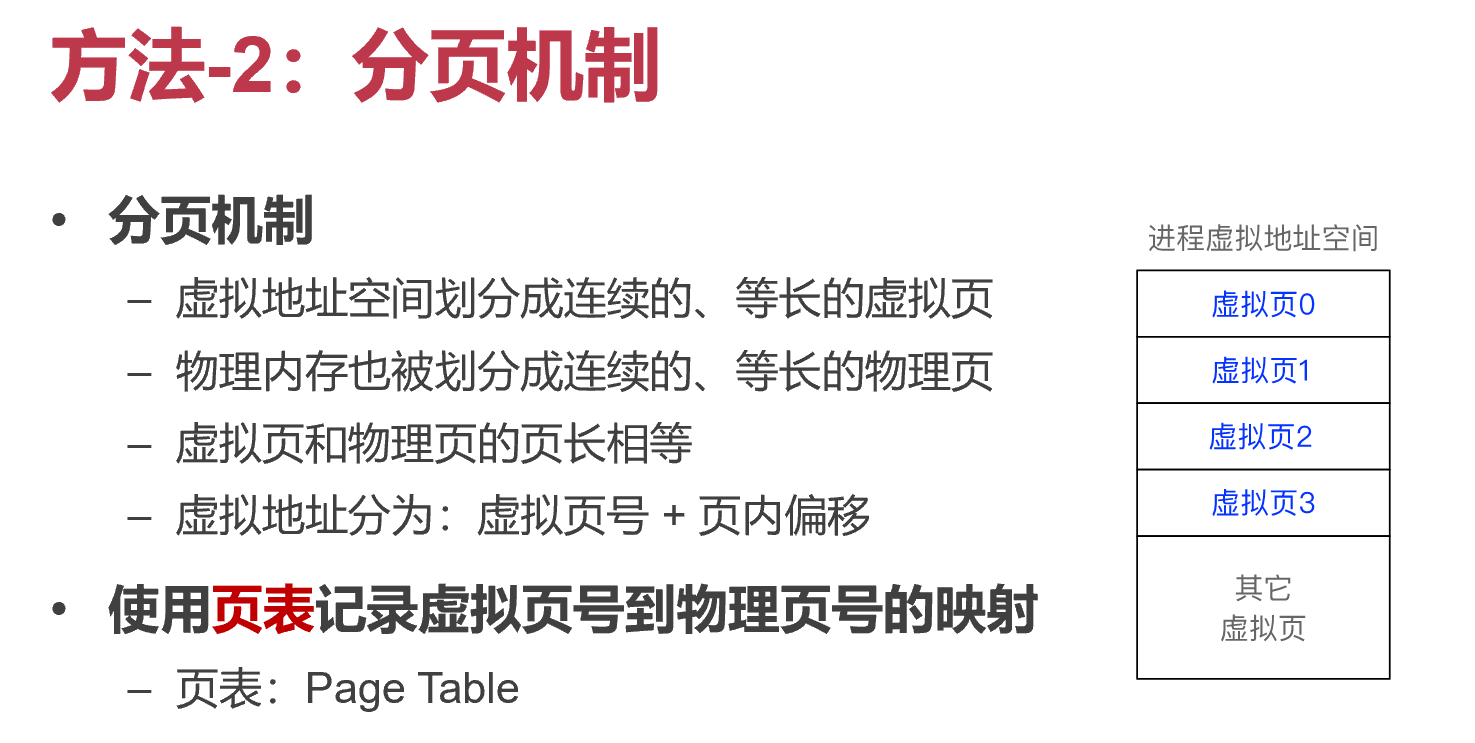 方法-2：分页机制
• 分页机制
– 虚拟地址空间划分成连续的、等长的虚拟页
– 物理内存也被划分成连续的、等长的物理页
– 虚拟页和物理页的页长相等
– 虚拟地址分为：虚拟页号 + 页内偏移
• 使用页表记录虚拟页号到物理页号的映射
– 页表：Page Table
进程虚拟地址空间
虚拟页0
虚拟页1
虚拟页2
虚拟页3
其它
虚拟页